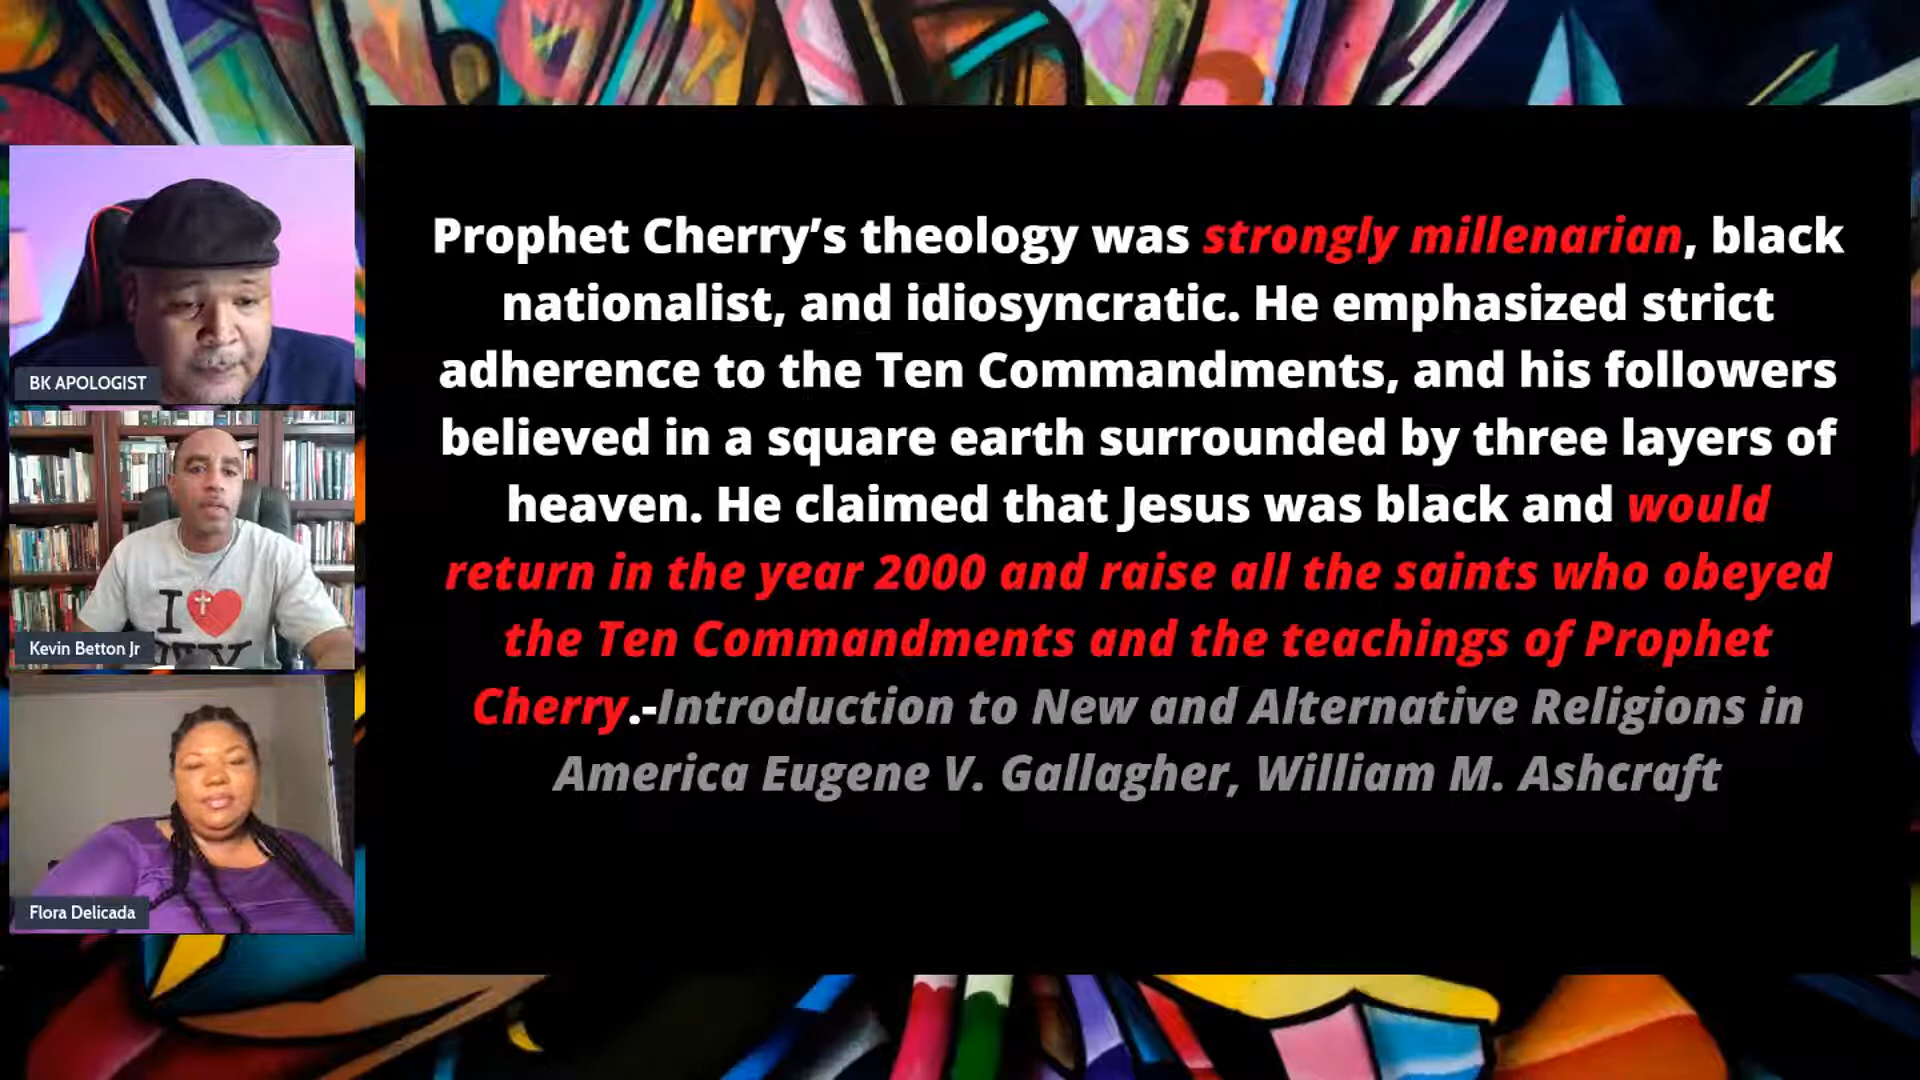 BK APOLOGIST
I
NY
Kevin Betton Jr
Flora Delicada
Prophet Cherry’s theology was strongly millenarian, black
nationalist, and idiosyncratic. He emphasized strict
adherence to the Ten Commandments, and his followers
believed in a square earth surrounded by three layers of
heaven. He claimed that Jesus was black and would
return in the year 2000 and raise all the saints who obeyed
the Ten Commandments and the teachings of Prophet
Cherry.-Introduction to New and Alternative Religions in
America Eugene V. Gallagher, William M. Ashcraft